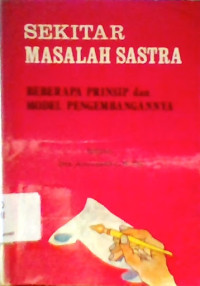 SEKITAR
MASALAH SASTRA
BEBERAPA PRINSIP dan
MODEL PENGEMBANGANNYA